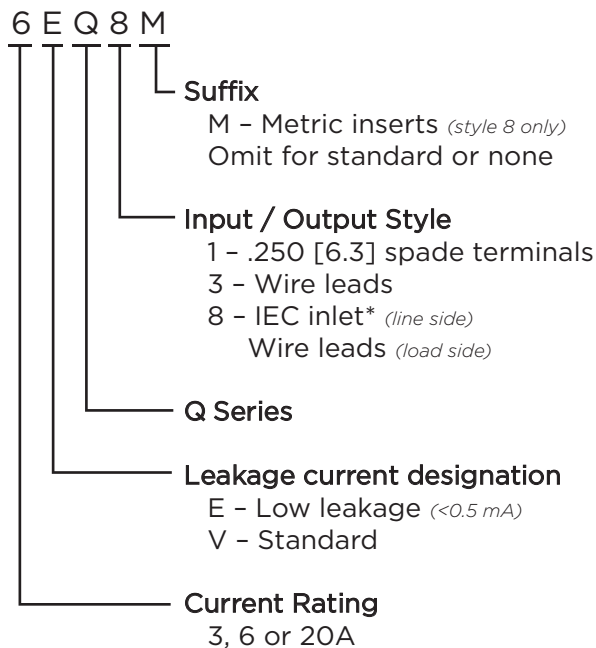 6 E Q 8 M
Suffix
M – Metric inserts (style 8 only)
Omit for standard or none
Input / Output Style
1 – .250 [6.3] spade terminals
3 – Wire leads
8 – IEC inlet* (line side)
Wire leads (load side)
Q Series
Leakage current designation
E – Low leakage (<0.5 mA)
V – Standard
Current Rating
3, 6 or 20A